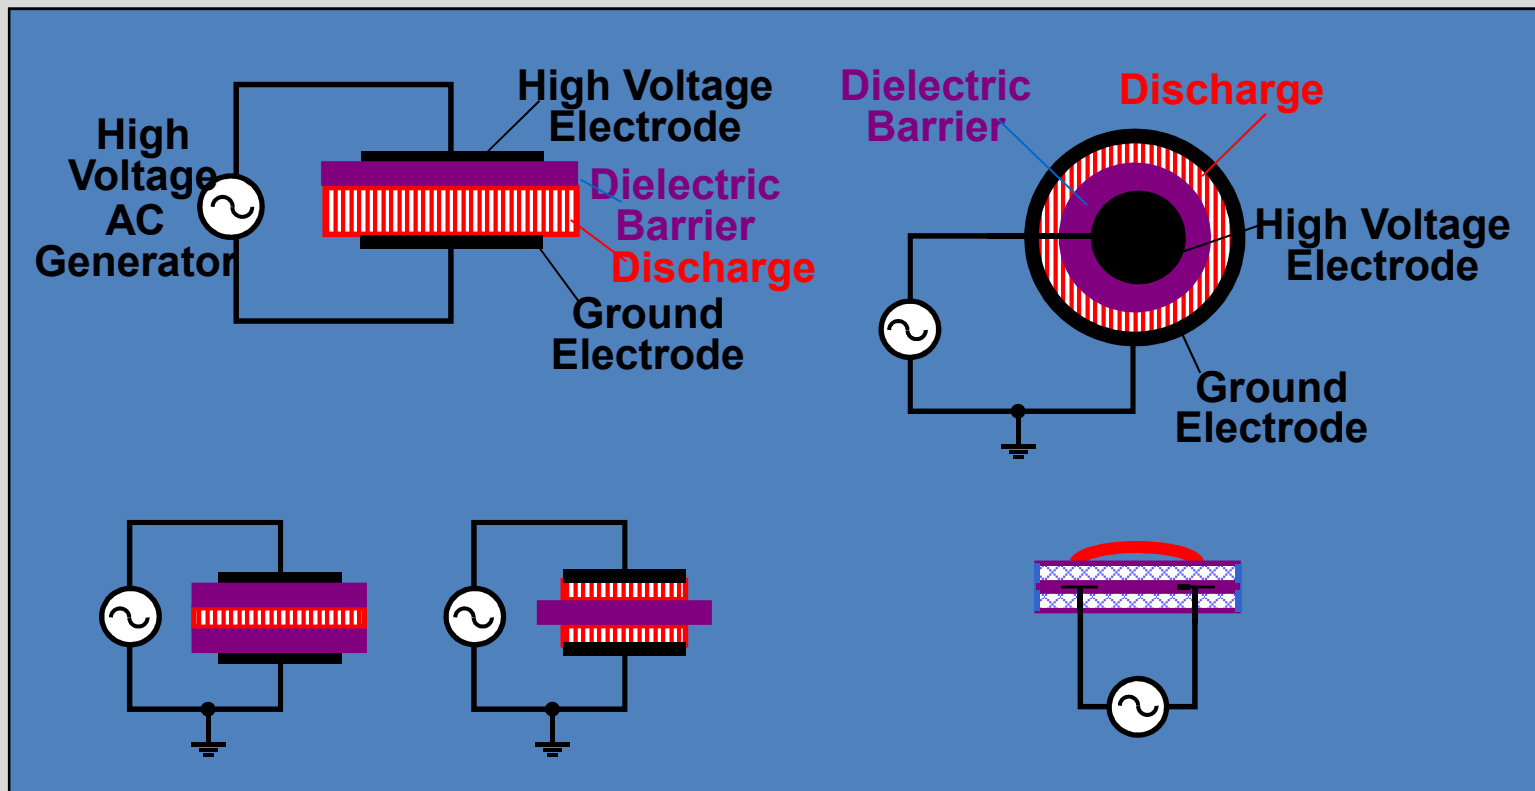 High
Voltage
AC
Generator
High Voltage
Electrode
Dielectric
Barrier
Discharge
Ground
Electrode
Dielectric
Barrier
Discharge
High Voltage
Electrode
Ground
Electrode